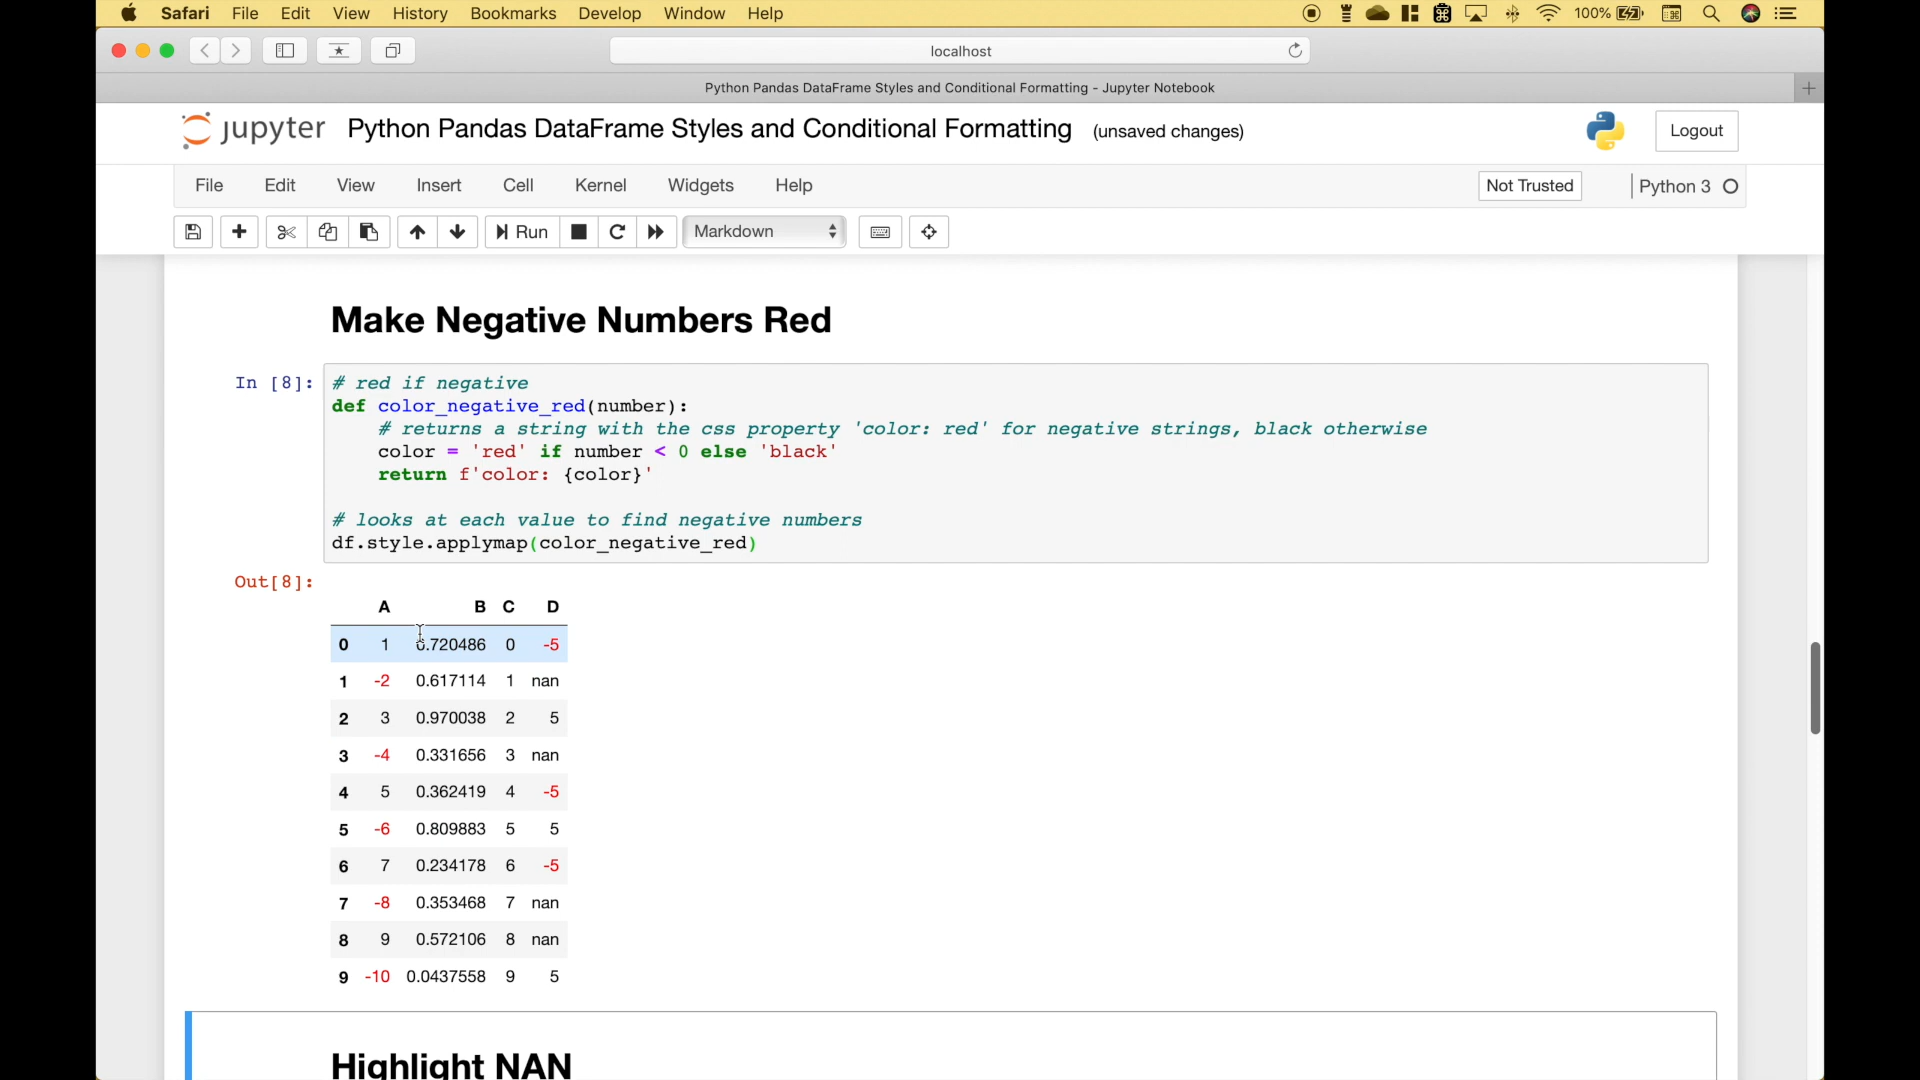 Safari File Edit View History Bookmarks Develop Window Help 100%
localhost
Python Pandas DataFrame Styles and Conditional Formatting - Jupyter Notebook
jupyter Python Pandas DataFrame Styles and Conditional Formatting (unsaved changes) Logout
File Edit View Insert Cell Kernel Widgets Help Not Trusted Python 3
Run Markdown
Make Negative Numbers Red
In [8]: # red if negative
def color_negative_red(number):
# returns a string with the css property 'color: red' for negative strings, black otherwise
color = 'red' if number < 0 else 'black'
return f'color: {color}'
# looks at each value to find negative numbers
df.style.applymap(color_negative_red)
Out[8]:
A B C D
0 1 0.720486 0 -5
1 -2 0.617114 1 nan
2 3 0.970038 2 5
3 -4 0.331656 3 nan
4 5 0.362419 4 -5
5 -6 0.809883 5 5
6 7 0.234178 6 -5
7 -8 0.353468 7 nan
8 9 0.572106 8 nan
9 -10 0.0437558 9 5
Highlight NAN